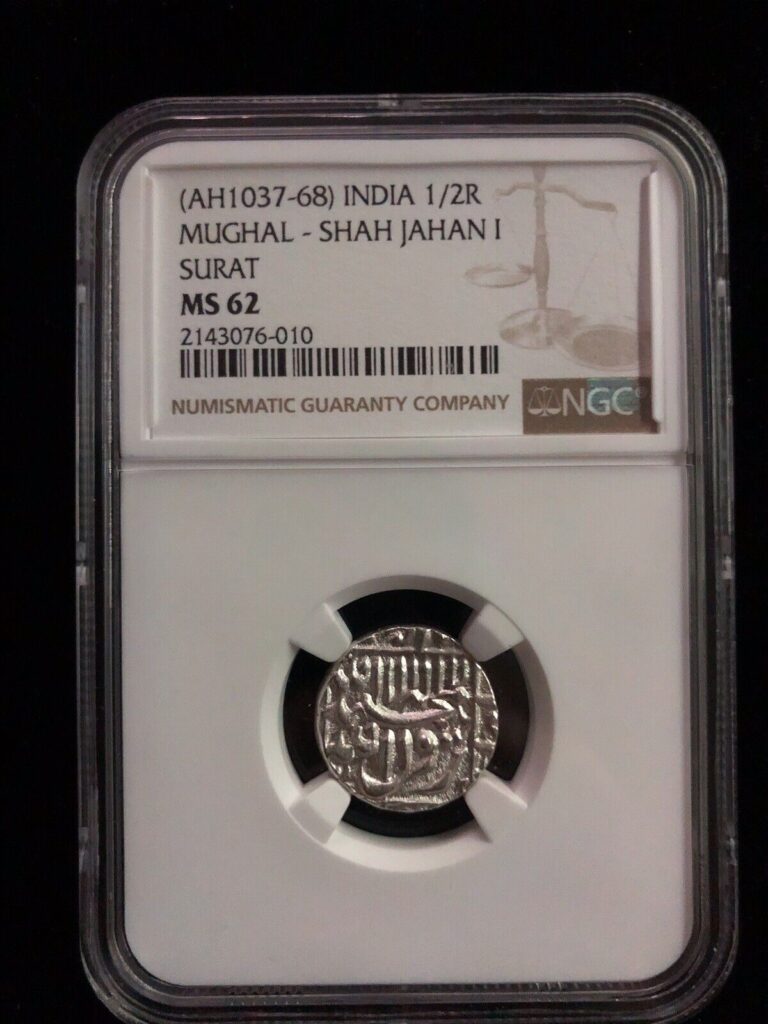 (AH1037-68) INDIA 1/2R
MUGHAL - SHAH JAHAN I
SURAT
MS 62
2143076-010
NUMISMATIC GUARANTY COMPANY
NGC®